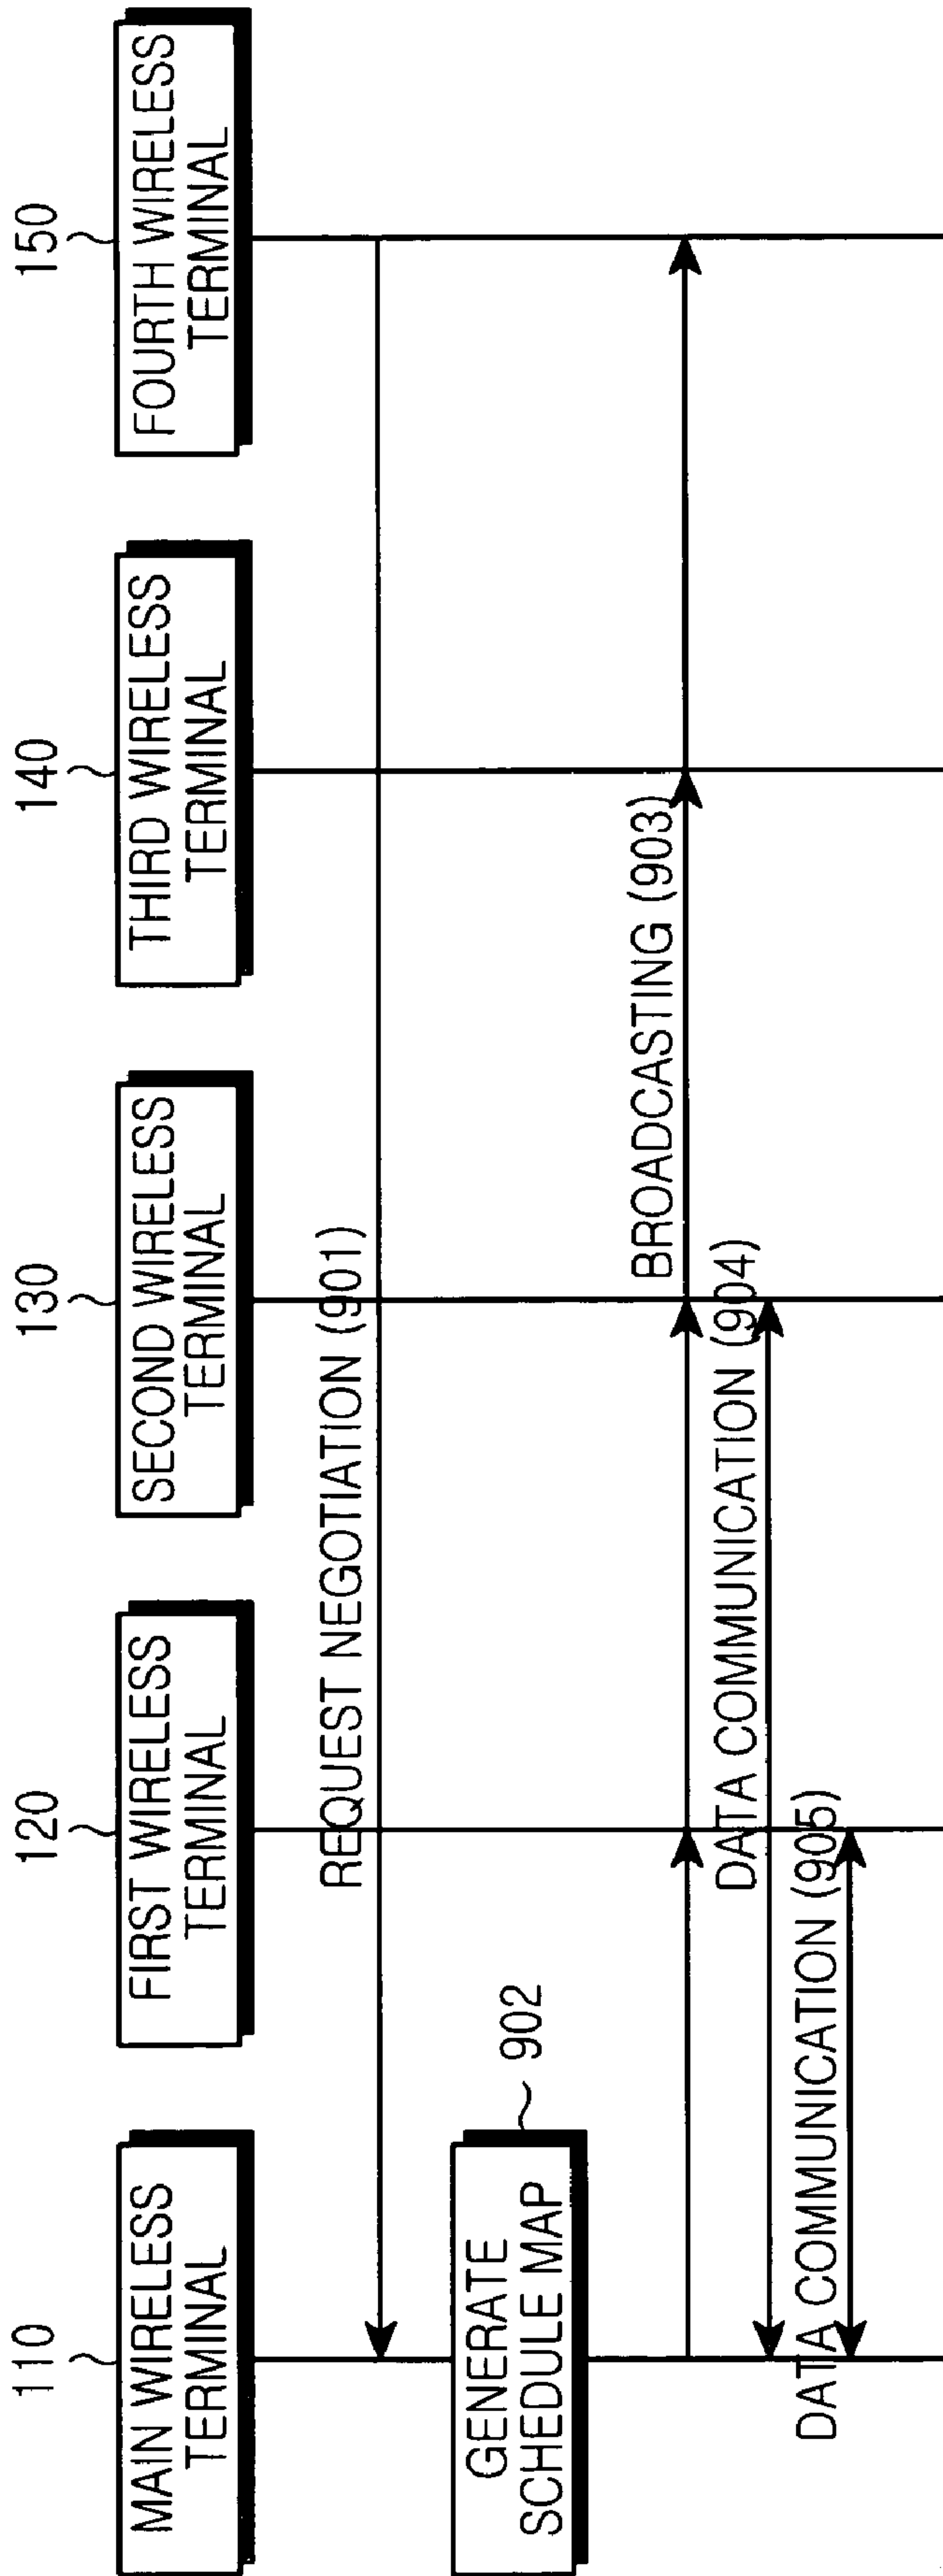 110
MAIN WIRELESS
TERMINAL
120
FIRST WIRELESS
TERMINAL
130
SECOND WIRELESS
TERMINAL
140
THIRD WIRELESS
TERMINAL
150
FOURTH WIRELESS
TERMINAL
REQUEST NEGOTIATION (901)
GENERATE
SCHEDULE MAP
902
BROADCASTING (903)
DATA COMMUNICATION (904)
DATA COMMUNICATION (905)